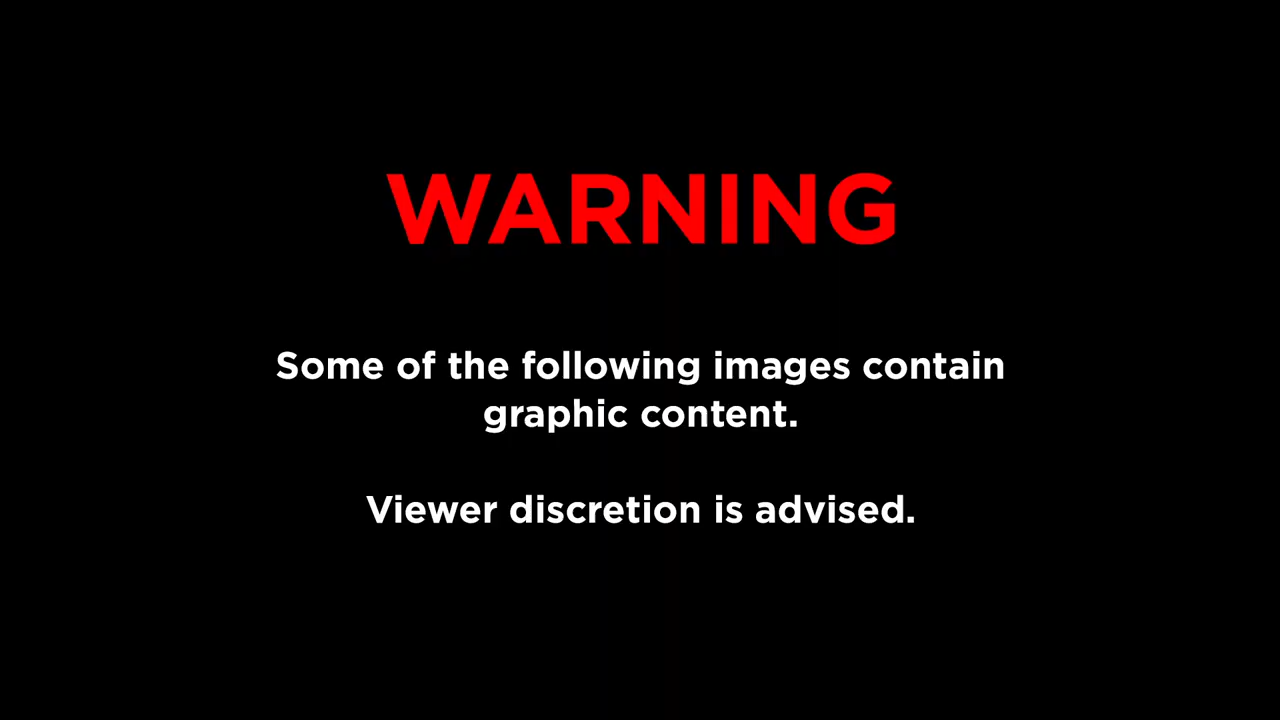 WARNING
Some of the following images contain
graphic content.
Viewer discretion is advised.